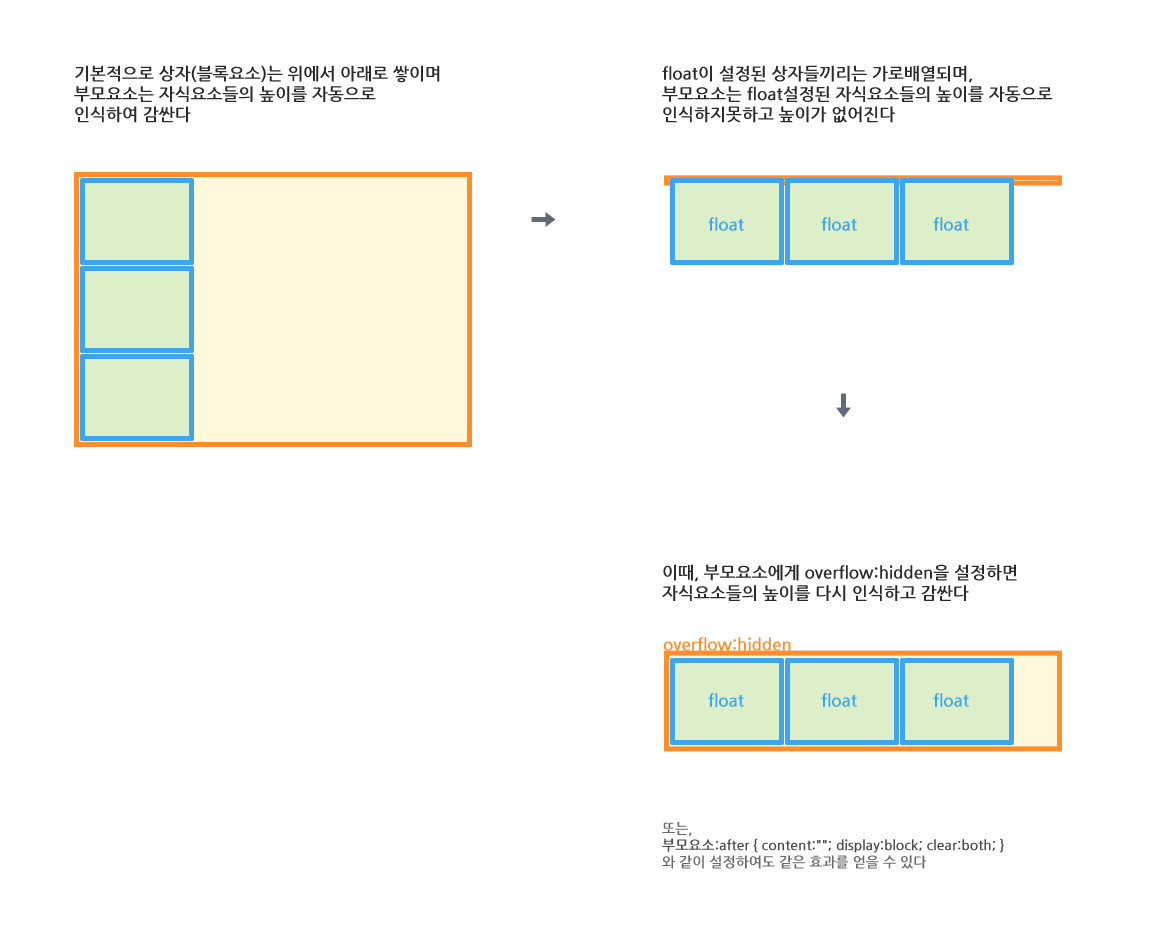 기본적으로 상자(블록요소)는 위에서 아래로 쌓이며
부모요소는 자식요소들의 높이를 자동으로
인식하여 감싼다
float이 설정된 상자들끼리는 가로배열되며,
부모요소는 float설정된 자식요소들의 높이를 자동으로
인식하지못하고 높이가 없어진다
float
float
float
이때, 부모요소에게 overflow:hidden을 설정하면
자식요소들의 높이를 다시 인식하고 감싼다
overflow:hidden
float
float
float
또는,
부모요소:after { content:""; display:block; clear:both; }
와 같이 설정하여도 같은 효과를 얻을 수 있다